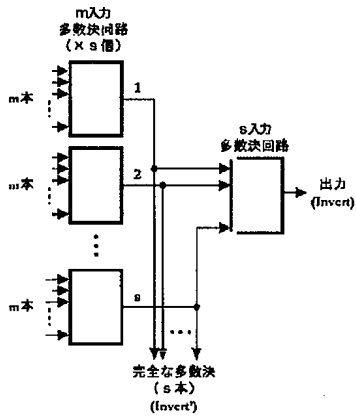 m入力
多数決回路
(×s個)
m本
1
s入力
多数決回路
m本
2
出力
(Invert)
m本
s
完全な多数決
(s本)
(Invert')